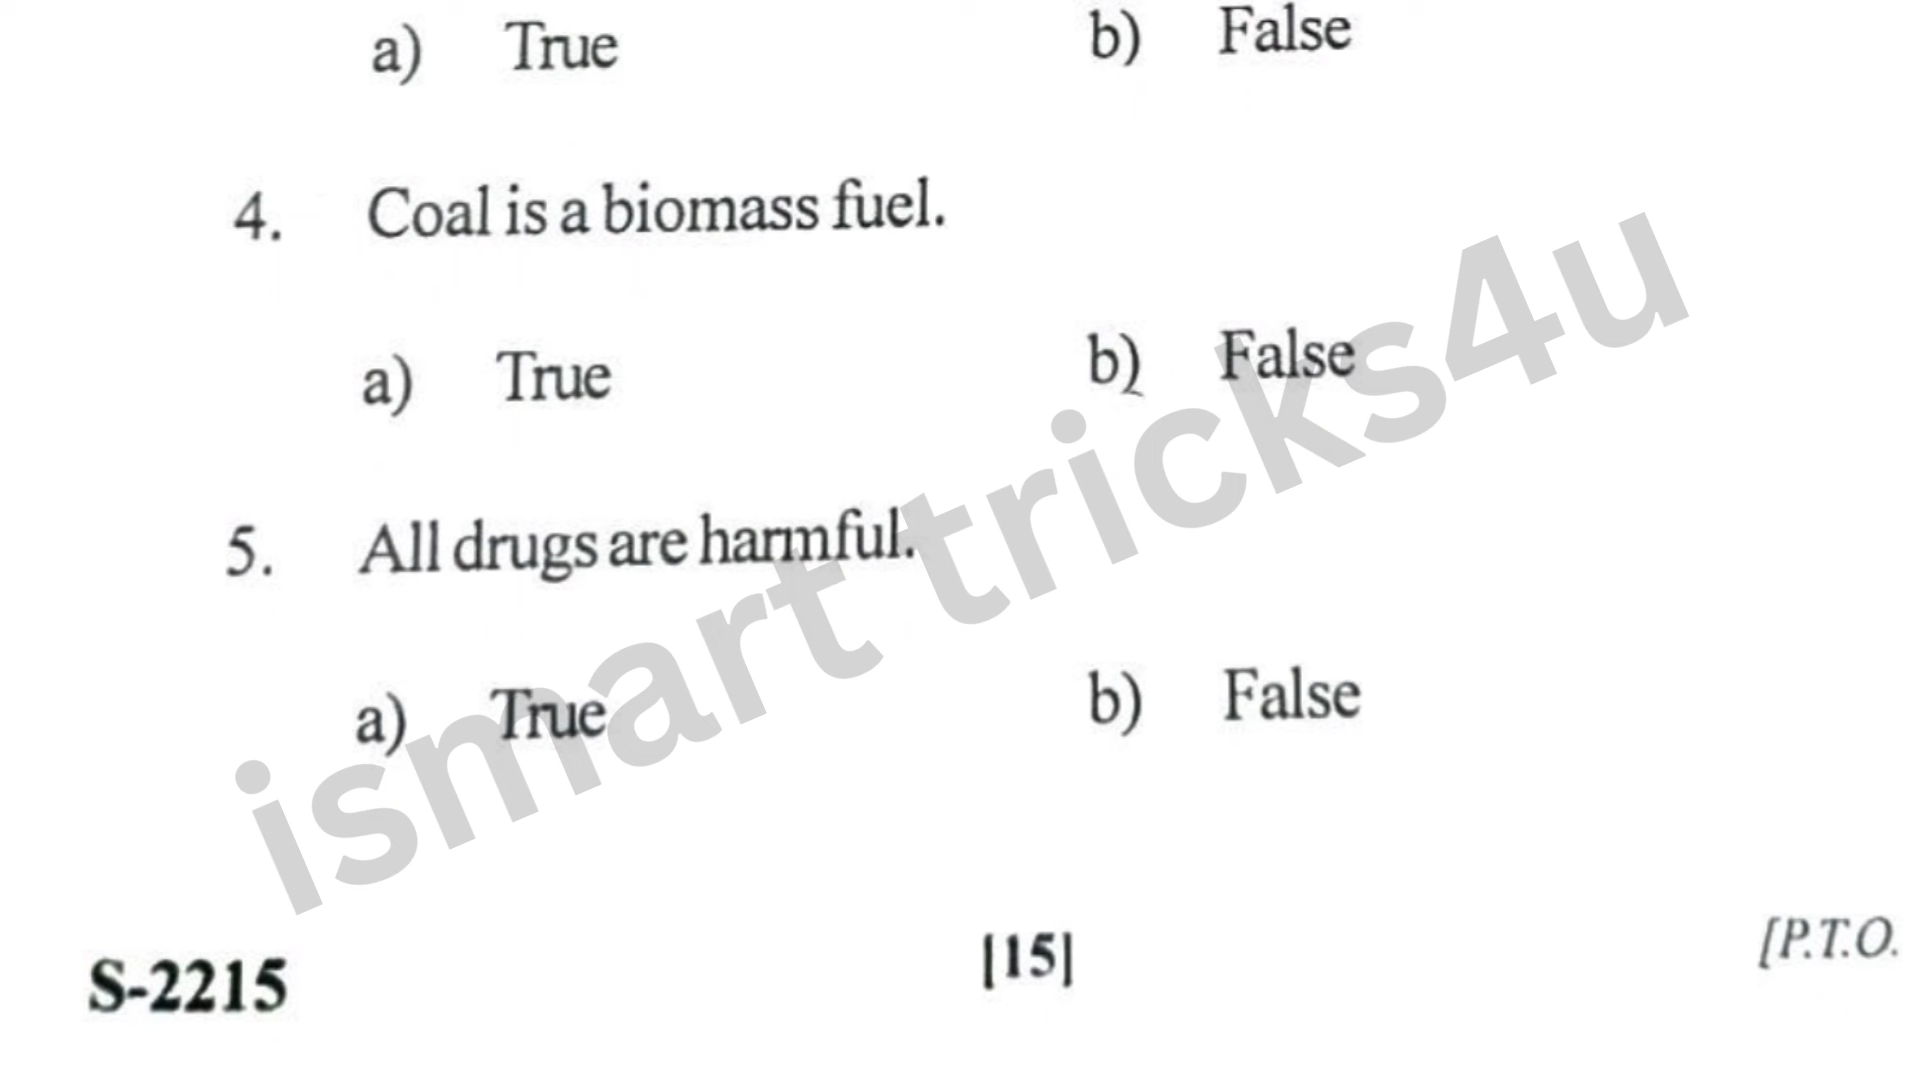 a) True b) False
4. Coal is a biomass fuel.
a) True b) False
5. All drugs are harmful.
a) True b) False
ismart tricks4u
S-2215 [15] [P.T.O.